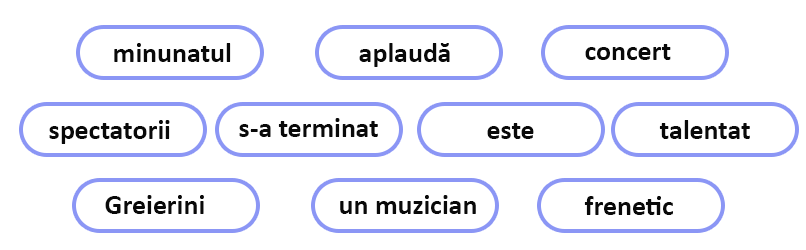 minunatul aplaudă concert
spectatorii s-a terminat este talentat
Greierini un muzician frenetic